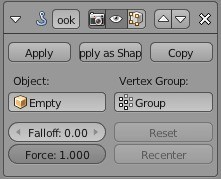 ook
Apply
pply as Shap
Copy
Object:
Vertex Group:
Empty
Group
Falloff: 0.00
Reset
Force: 1.000
Recenter